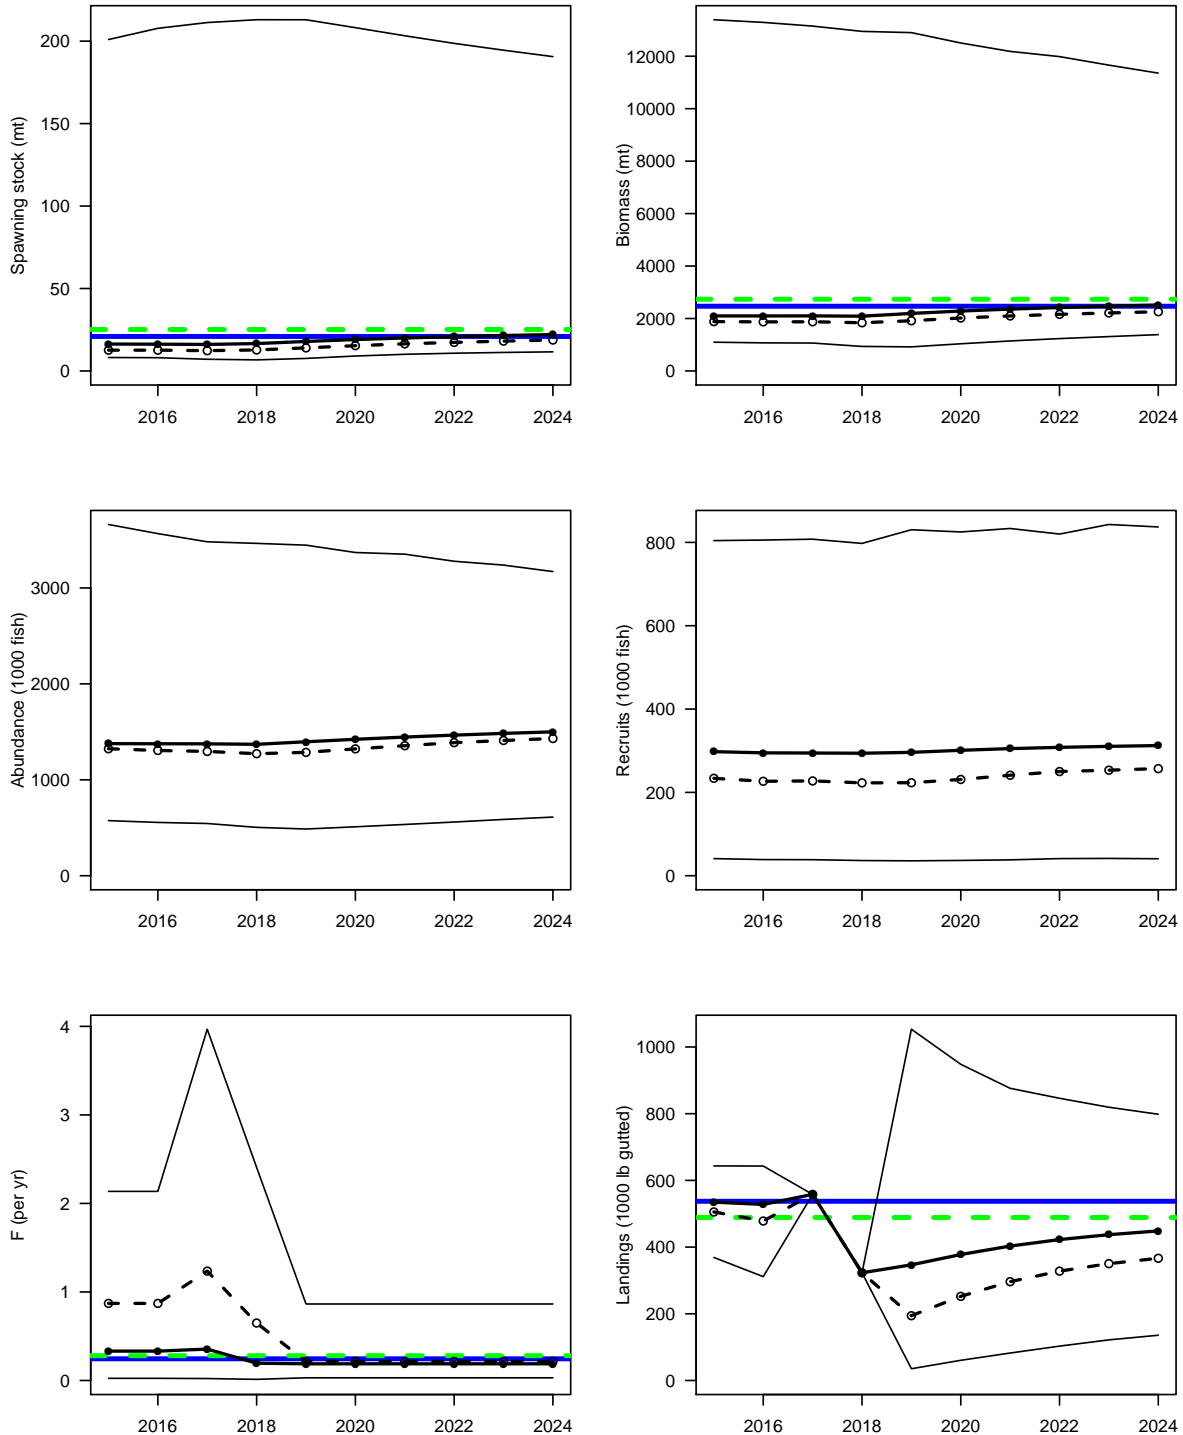 Spawning stock (mt)
200
150
100
50
0
2016 2018 2020 2022 2024
Biomass (mt)
12000
10000
8000
6000
4000
2000
0
2016 2018 2020 2022 2024
Abundance (1000 fish)
3000
2000
1000
0
2016 2018 2020 2022 2024
Recruits (1000 fish)
800
600
400
200
0
2016 2018 2020 2022 2024
F (per yr)
4
3
2
1
0
2016 2018 2020 2022 2024
Landings (1000 lb gutted)
1000
800
600
400
200
0
2016 2018 2020 2022 2024